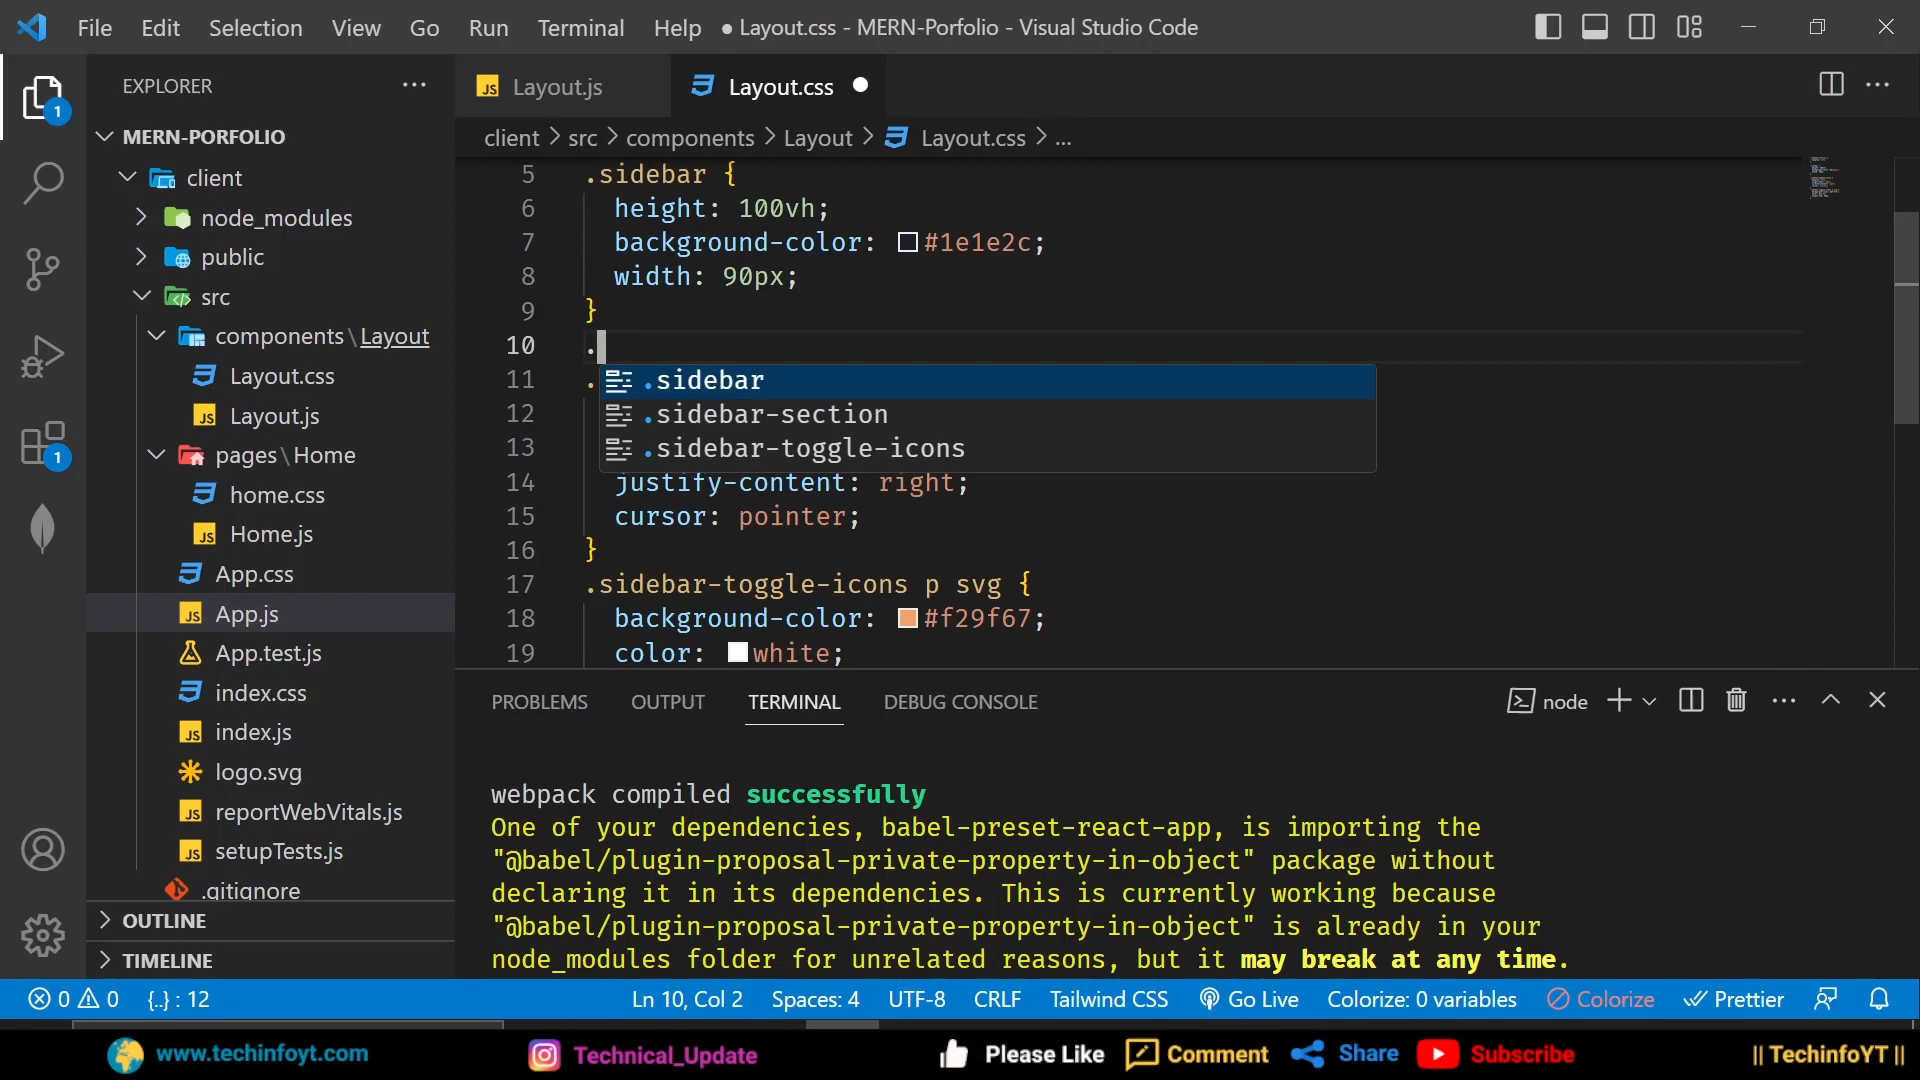 File Edit Selection View Go Run Terminal Help ● Layout.css - MERN-Porfolio - Visual Studio Code
EXPLORER ...
1
MERN-PORFOLIO
client
node_modules
public
src
components\Layout
Layout.css
Layout.js
pages\Home
home.css
Home.js
1
App.css
App.js
App.test.js
index.css
index.js
logo.svg
reportWebVitals.js
setupTests.js
.gitignore
OUTLINE
TIMELINE
JS Layout.js Layout.css ●
client > src > components > Layout > Layout.css > ...
5 .sidebar {
6 height: 100vh;
7 background-color: #1e1e2c;
8 width: 90px;
9 }
10 .
11 .
.sidebar
12
.sidebar-section
13
.sidebar-toggle-icons
14 justify-content: right;
15 cursor: pointer;
16 }
17 .sidebar-toggle-icons p svg {
18 background-color: #f29f67;
19 color: white;
PROBLEMS OUTPUT TERMINAL DEBUG CONSOLE node
webpack compiled successfully
One of your dependencies, babel-preset-react-app, is importing the
"@babel/plugin-proposal-private-property-in-object" package without
declaring it in its dependencies. This is currently working because
"@babel/plugin-proposal-private-property-in-object" is already in your
node_modules folder for unrelated reasons, but it may break at any time.
0 0 {..} : 12 Ln 10, Col 2 Spaces: 4 UTF-8 CRLF Tailwind CSS Go Live Colorize: 0 variables Colorize Prettier
www.techinfoyt.com Technical_Update Please Like Comment Share Subscribe || TechinfoYT ||